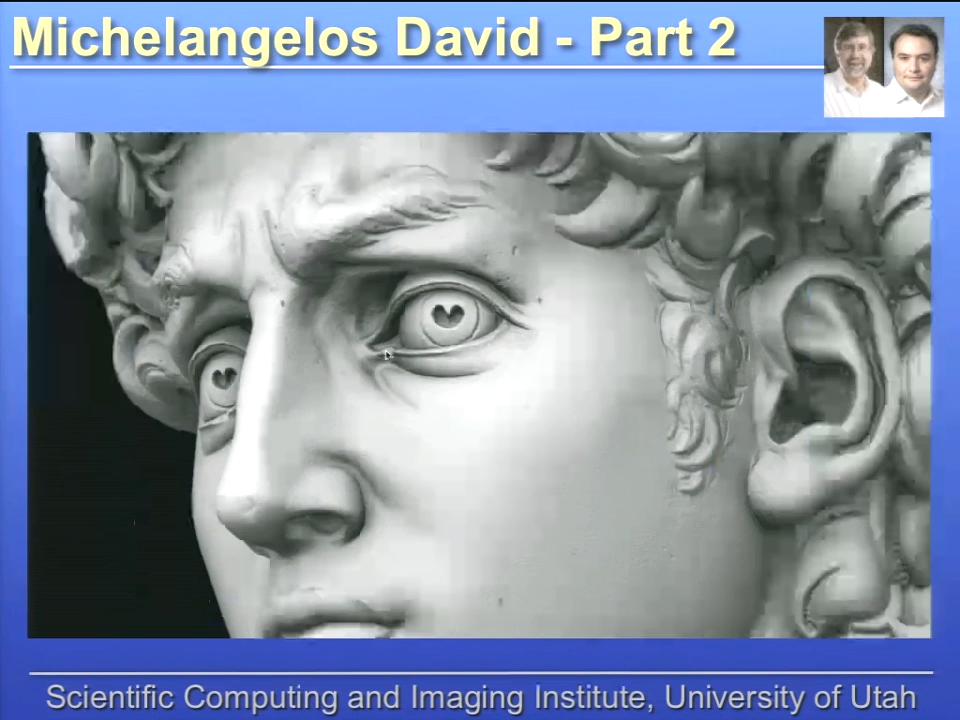 Michelangelos David - Part 2
Scientific Computing and Imaging Institute, University of Utah